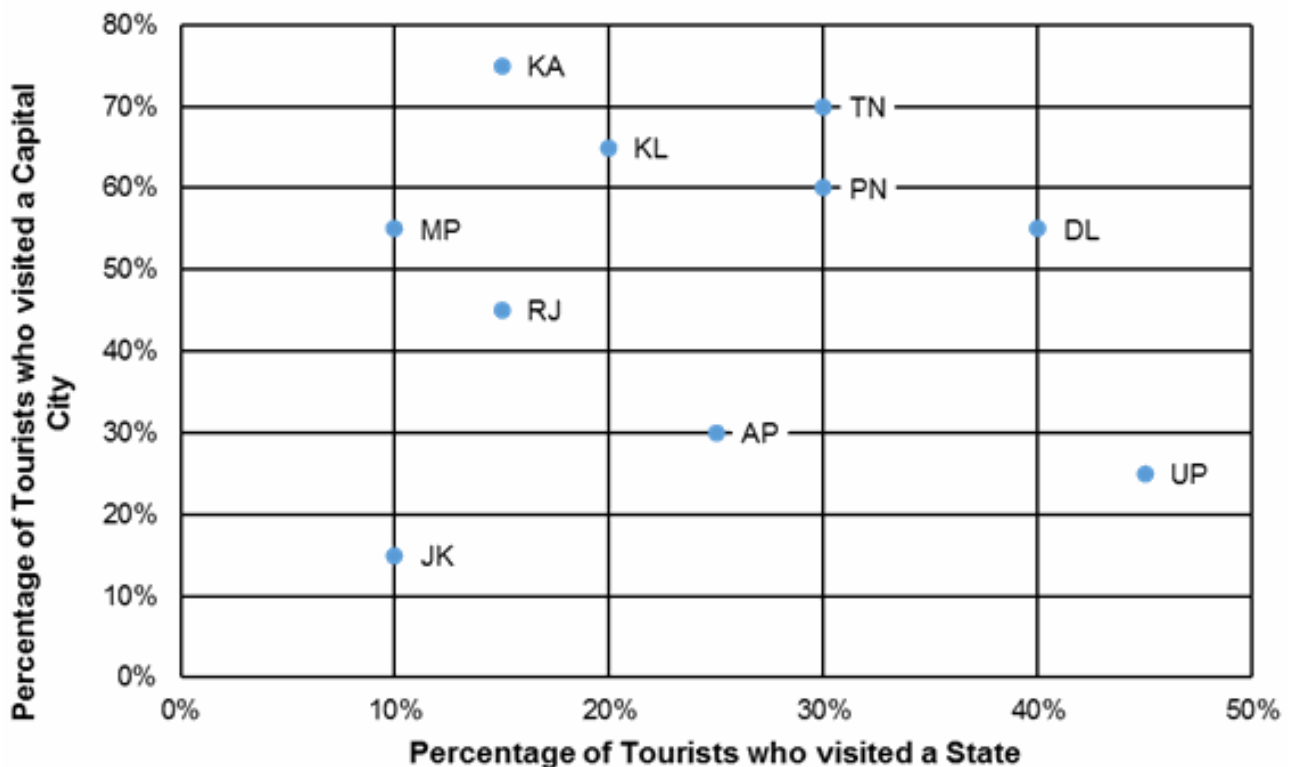 80%
KA
70%
TN
KL
60%
PN
MP
DL
50%
RJ
40%
30%
AP
UP
20%
JK
10%
0%
0%
10%
20%
30%
40%
50%
Percentage of Tourists who visited a Capital
City
Percentage of Tourists who visited a State